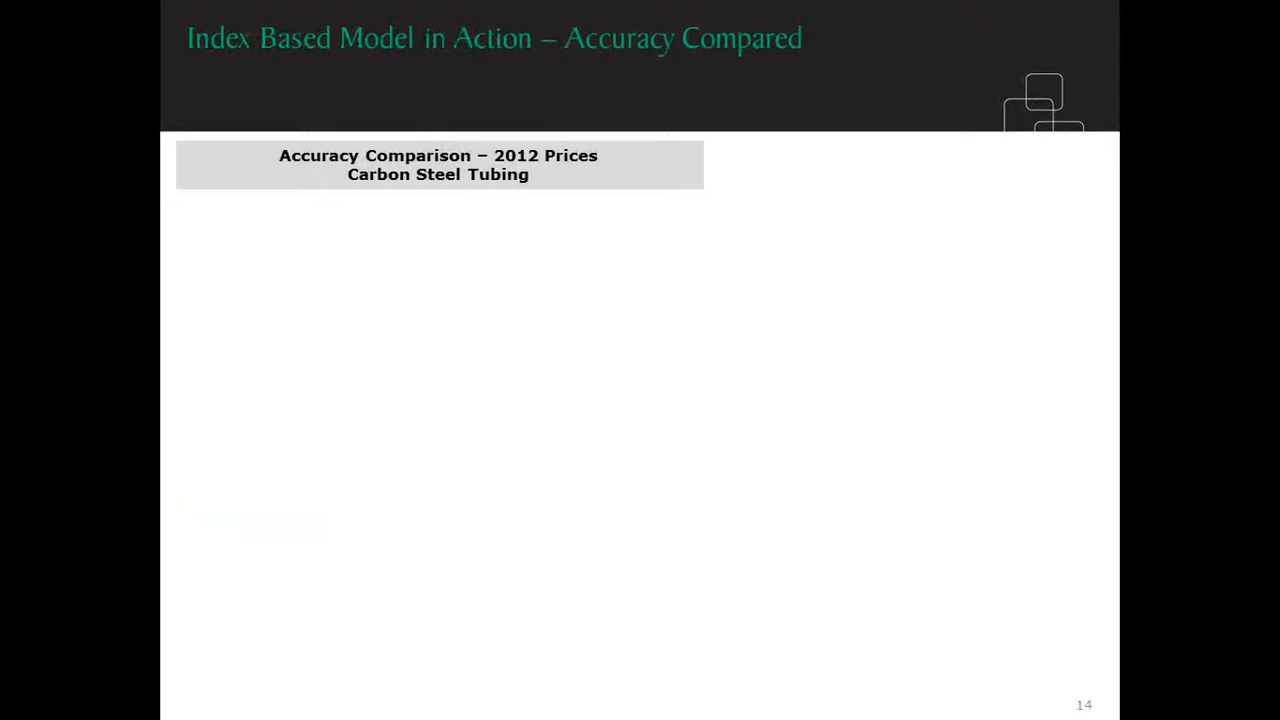 Index Based Model in Action – Accuracy Compared
Accuracy Comparison – 2012 Prices
Carbon Steel Tubing
14